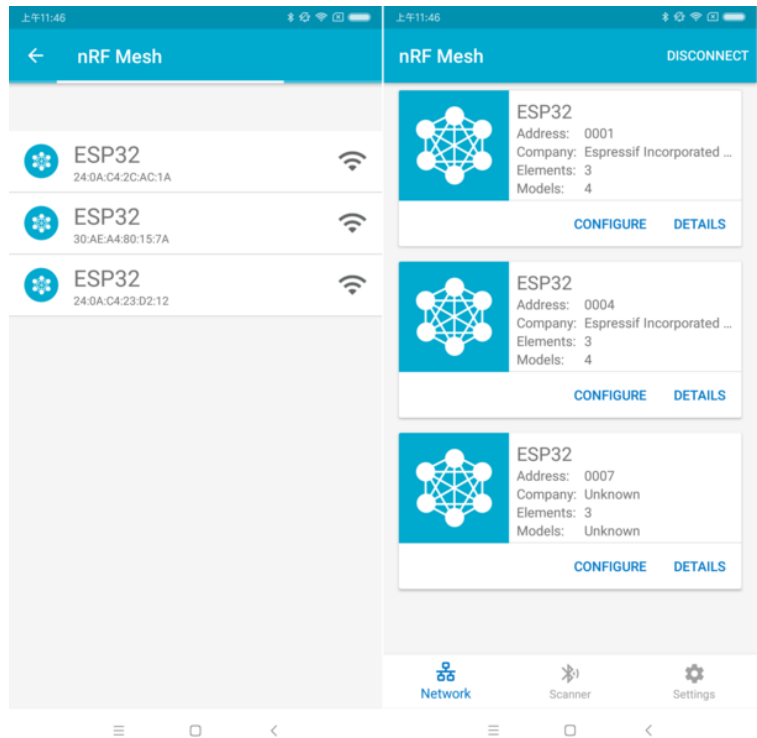 上午11:46
nRF Mesh
ESP32
24:0A:C4:2C:AC:1A
ESP32
30:AE:A4:80:15:7A
ESP32
24:0A:C4:23:D2:12
上午11:46
nRF Mesh DISCONNECT
ESP32
Address: 0001
Company: Espressif Incorporated ...
Elements: 3
Models: 4
CONFIGURE DETAILS
ESP32
Address: 0004
Company: Espressif Incorporated ...
Elements: 3
Models: 4
CONFIGURE DETAILS
ESP32
Address: 0007
Company: Unknown
Elements: 3
Models: Unknown
CONFIGURE DETAILS
Network Scanner Settings